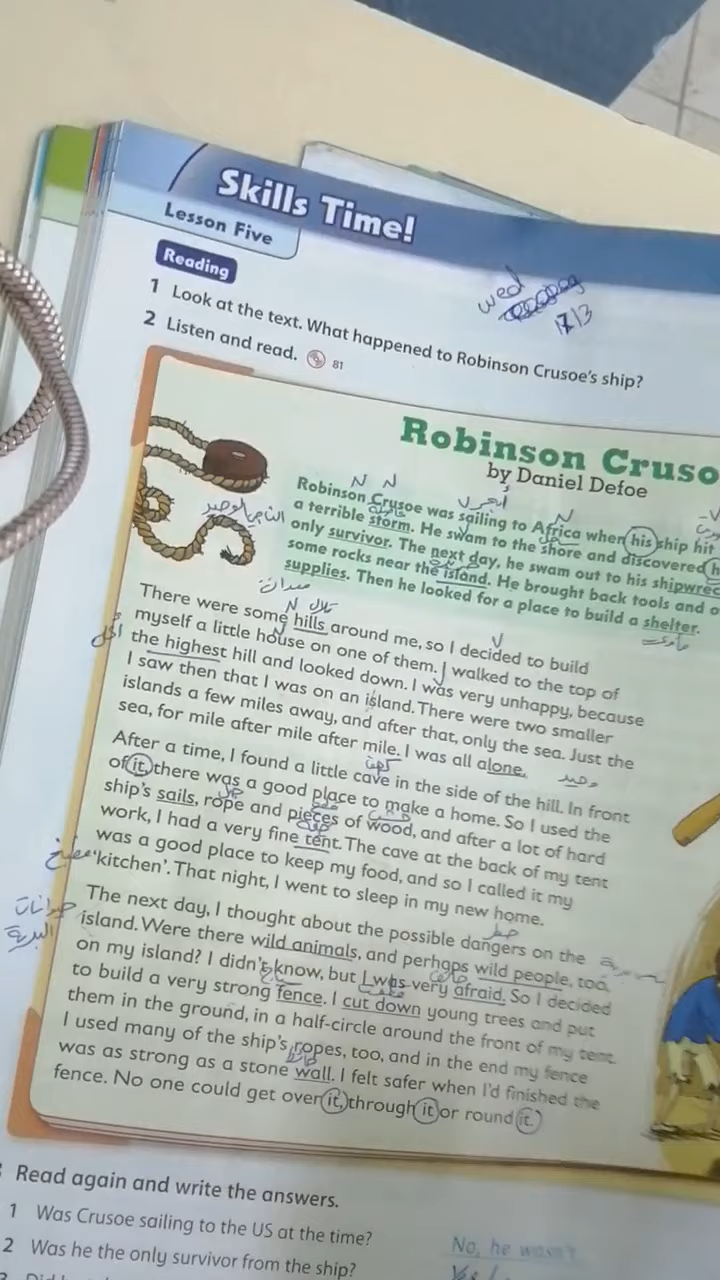 Skills Time!
Lesson Five
Reading
wed
1 Look at the text. What happened to Robinson Crusoe's ship?
2 Listen and read. 81
Robinson Cruso
by Daniel Defoe
Robinson Crusoe was sailing to Africa when his ship hit
a terrible storm. He swam to the shore and discovered h
only survivor. The next day, he swam out to his shipwrec
some rocks near the island. He brought back tools and o
supplies. Then he looked for a place to build a shelter.
There were some hills around me, so I decided to build
myself a little house on one of them. I walked to the top of
the highest hill and looked down. I was very unhappy, because
I saw then that I was on an island. There were two smaller
islands a few miles away, and after that, only the sea. Just the
sea, for mile after mile after mile. I was all alone.
وحيد
After a time, I found a little cave in the side of the hill. In front
of it, there was a good place to make a home. So I used the
ship's sails, rope and pieces of wood, and after a lot of hard
work, I had a very fine tent. The cave at the back of my tent
was a good place to keep my food, and so I called it my
مطبخ 'kitchen'. That night, I went to sleep in my new home.
The next day, I thought about the possible dangers on the
حيوانات
island. Were there wild animals, and perhaps wild people, too,
البرية
on my island? I didn't know, but I was very afraid. So I decided
to build a very strong fence. I cut down young trees and put
them in the ground, in a half-circle around the front of my tent.
I used many of the ship's ropes, too, and in the end my fence
was as strong as a stone wall. I felt safer when I'd finished the
fence. No one could get over it, through it or round it.
Read again and write the answers.
1 Was Crusoe sailing to the US at the time?
No, he wasn't
2 Was he the only survivor from the ship?